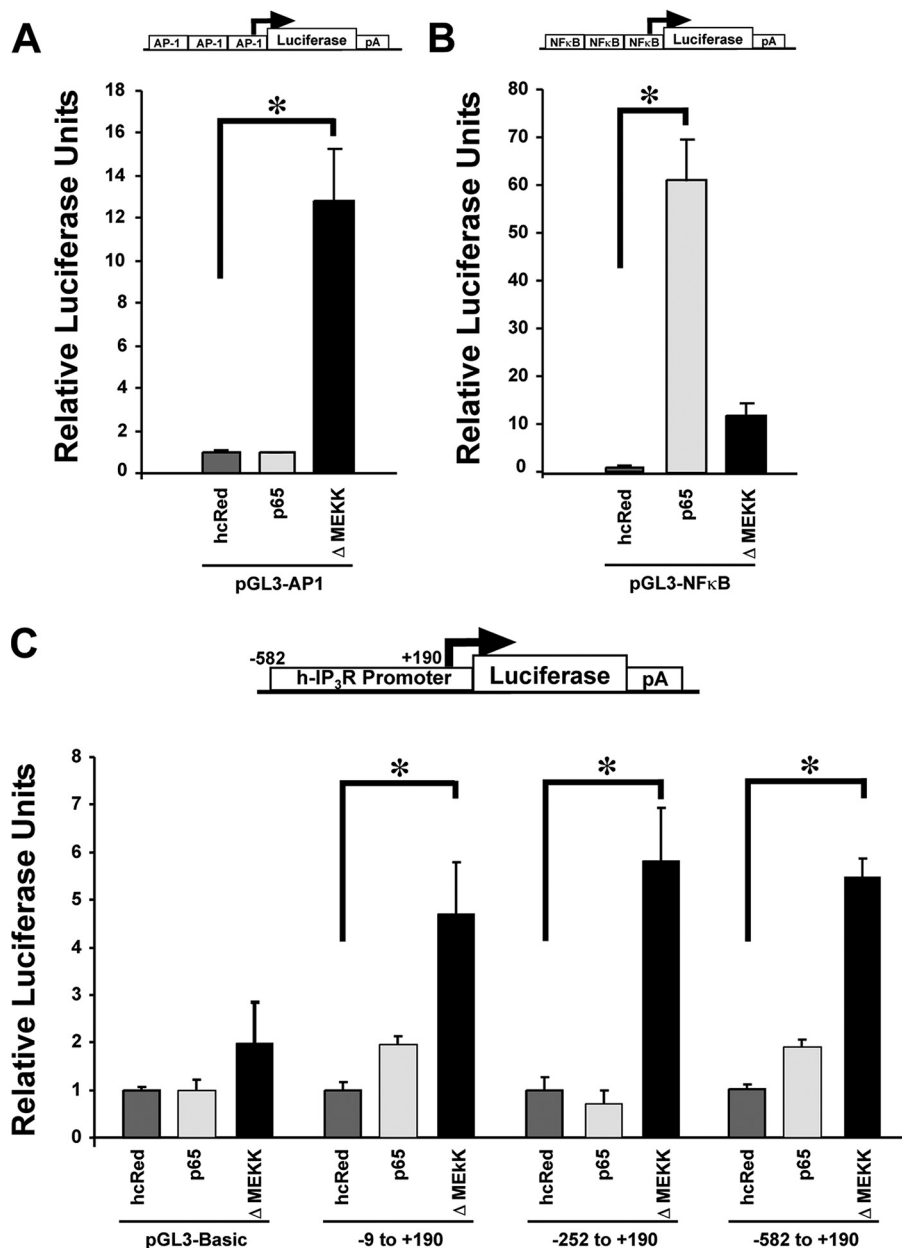 A
AP-1 AP-1 AP-1 Luciferase pA
Relative Luciferase Units
18
16
14
12
10
8
6
4
2
1
0
*
hcRed
p65
Δ MEKK
pGL3-AP1
B
NFκB NFκB NFκB Luciferase pA
Relative Luciferase Units
80
70
60
50
40
30
20
10
0
*
hcRed
p65
Δ MEKK
pGL3-NFκB
C
-582 +190
h-IP3R Promoter Luciferase pA
Relative Luciferase Units
8
7
6
5
4
3
2
1
0
* * *
hcRed p65 Δ MEKK hcRed p65 Δ MEkK hcRed p65 Δ MEKK hcRed p65 Δ MEKK
pGL3-Basic -9 to +190 -252 to +190 -582 to +190